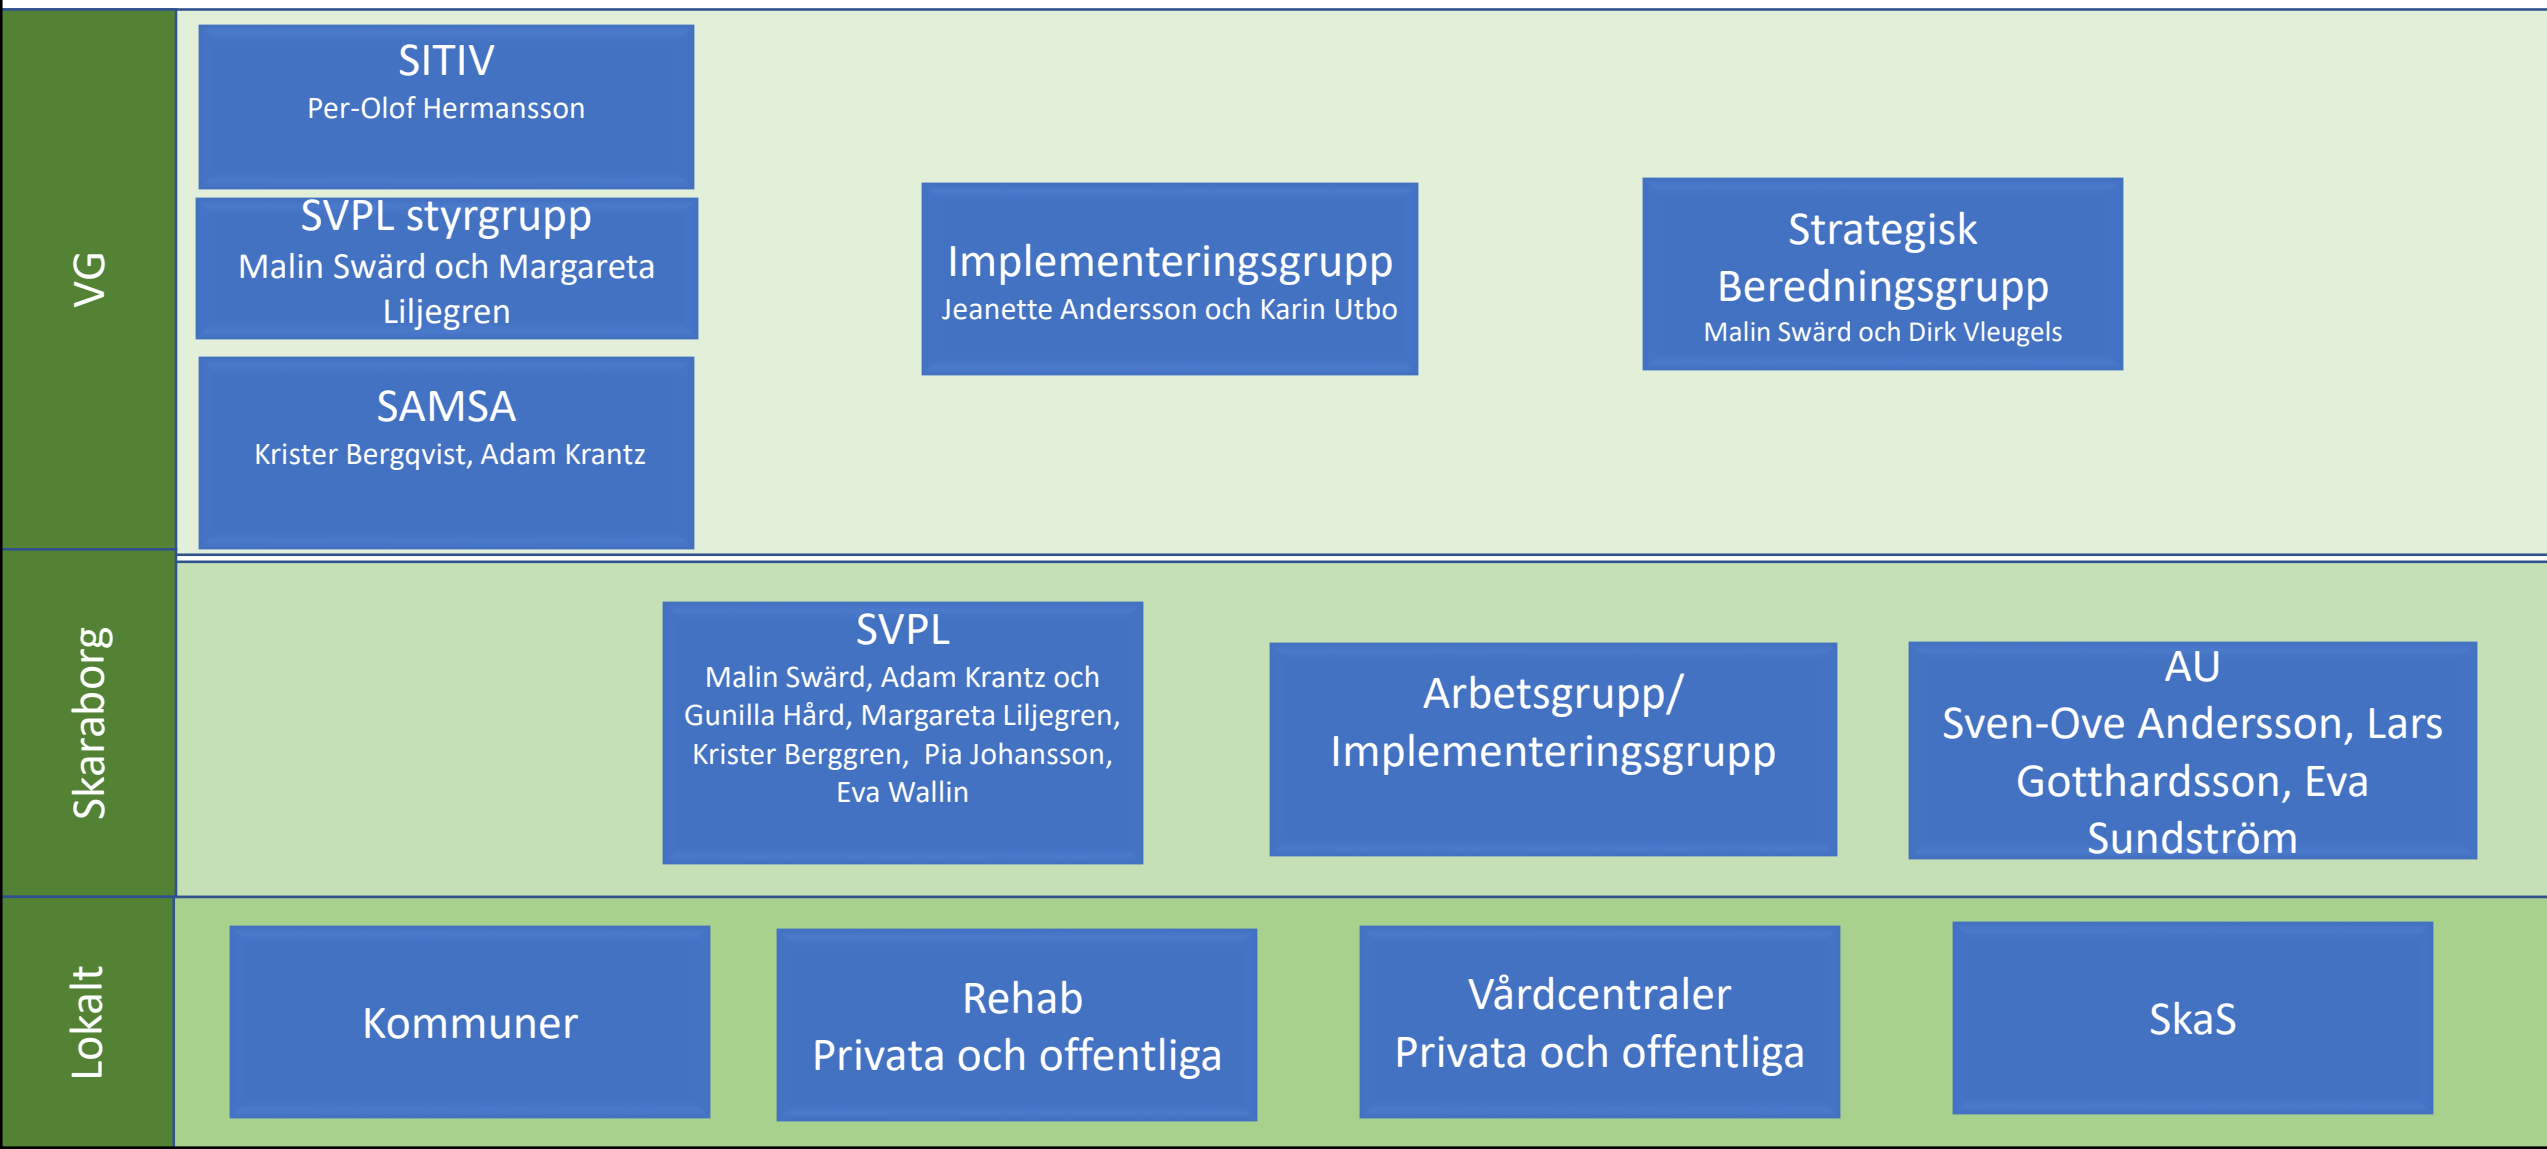 VG
SITIV
Per-Olof Hermansson
SVPL styrgrupp
Malin Swärd och Margareta
Liljegren
SAMSA
Krister Bergqvist, Adam Krantz
Implementeringsgrupp
Jeanette Andersson och Karin Utbo
Strategisk
Beredningsgrupp
Malin Swärd och Dirk Vleugels
Skaraborg
SVPL
Malin Swärd, Adam Krantz och
Gunilla Hård, Margareta Liljegren,
Krister Berggren, Pia Johansson,
Eva Wallin
Arbetsgrupp/
Implementeringsgrupp
AU
Sven-Ove Andersson, Lars
Gotthardsson, Eva
Sundström
Lokalt
Kommuner
Rehab
Privata och offentliga
Vårdcentraler
Privata och offentliga
SkaS